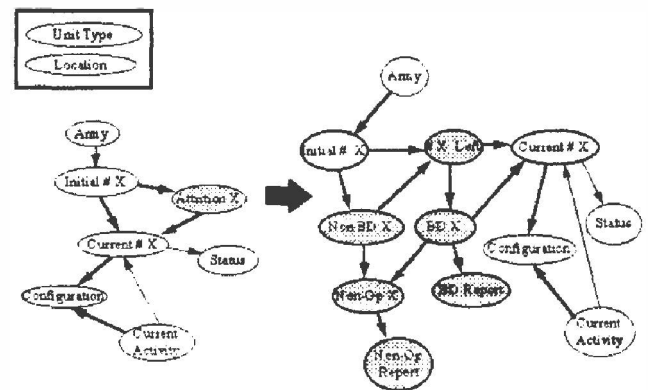 Unit Type
Location
Army
Initial # X
Attrition X
Current # X
Status
Configuration
Current
Activity
Army
Initial # X
# X Left
Current # X
Non BD X
BD X
Status
Configuration
Non-Op X
BD Report
Current
Activity
Non-Op
Report